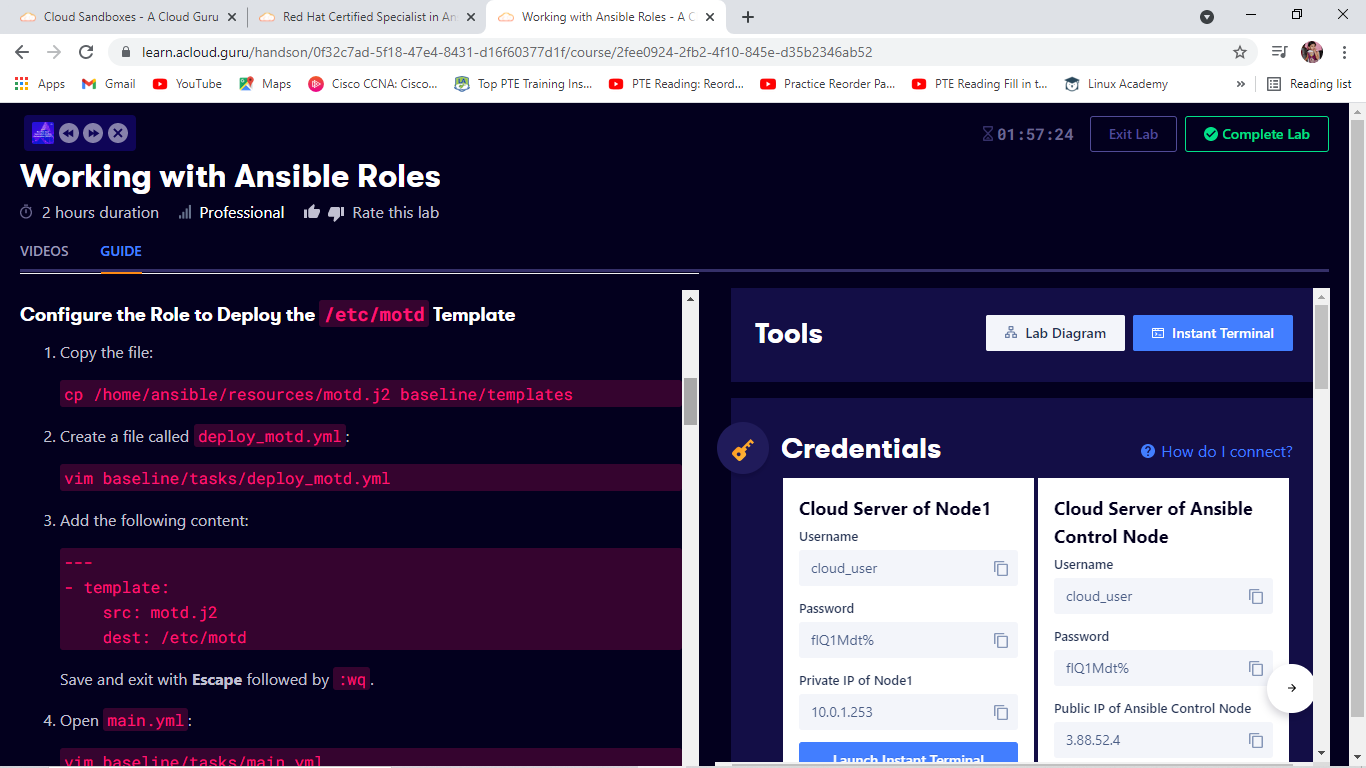 Cloud Sandboxes - A Cloud Guru
Red Hat Certified Specialist in An
Working with Ansible Roles - A C
learn.acloud.guru/handson/0f32c7ad-5f18-47e4-8431-d16f60377d1f/course/2fee0924-2fb2-4f10-845e-d35b2346ab52
Apps Gmail YouTube Maps Cisco CCNA: Cisco... Top PTE Training Ins... PTE Reading: Reord... Practice Reorder Pa... PTE Reading Fill in t... Linux Academy » Reading list
01:57:24 Exit Lab Complete Lab
Working with Ansible Roles
2 hours duration Professional Rate this lab
VIDEOS GUIDE
Configure the Role to Deploy the /etc/motd Template
1. Copy the file:
cp /home/ansible/resources/motd.j2 baseline/templates
2. Create a file called deploy_motd.yml:
vim baseline/tasks/deploy_motd.yml
3. Add the following content:
---
- template:
src: motd.j2
dest: /etc/motd
Save and exit with Escape followed by :wq.
4. Open main.yml:
vim baseline/tasks/main.yml
Tools
Lab Diagram
Instant Terminal
Credentials
? How do I connect?
Cloud Server of Node1
Username
cloud_user
Password
flQ1Mdt%
Private IP of Node1
10.0.1.253
Launch Instant Terminal
Cloud Server of Ansible
Control Node
Username
cloud_user
Password
flQ1Mdt%
Public IP of Ansible Control Node
3.88.52.4